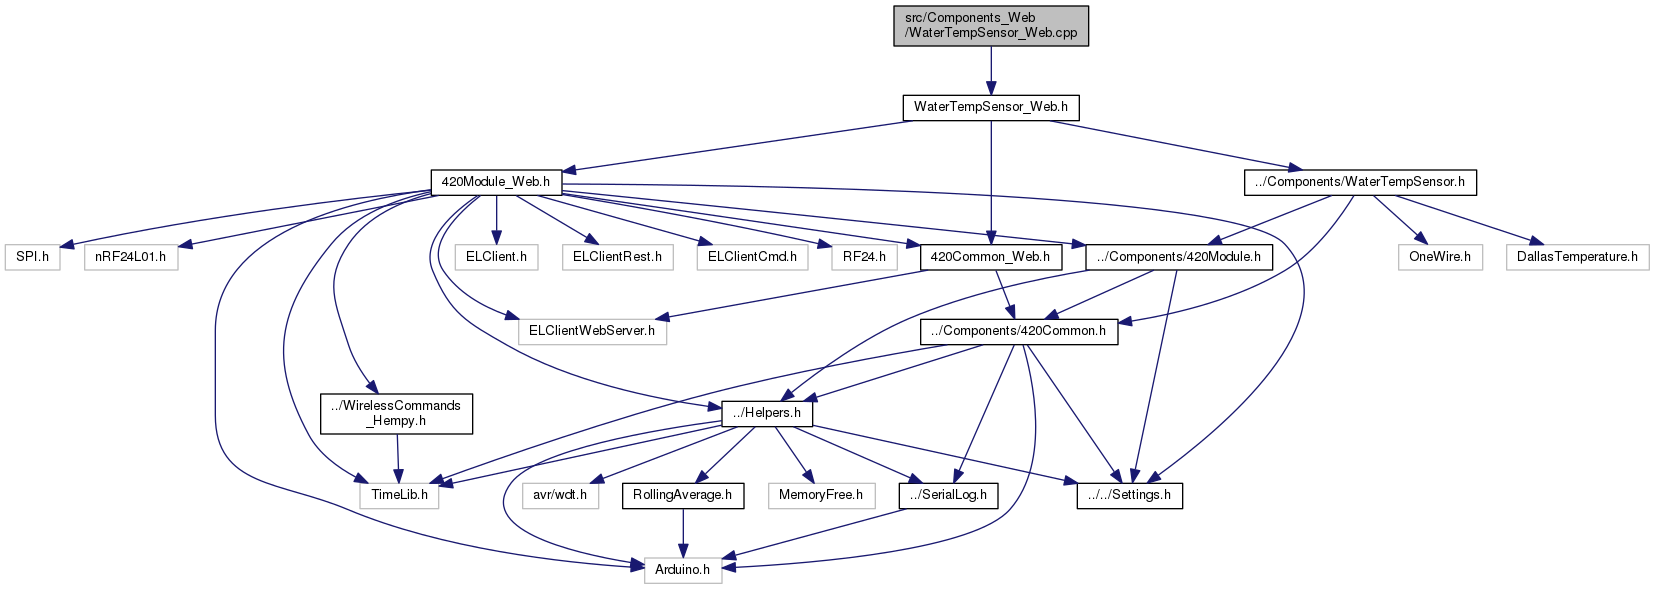 src/Components_Web
/WaterTempSensor_Web.cpp
WaterTempSensor_Web.h
420Module_Web.h
../Components/WaterTempSensor.h
SPI.h
nRF24L01.h
ELClient.h
ELClientRest.h
ELClientCmd.h
RF24.h
420Common_Web.h
../Components/420Module.h
OneWire.h
DallasTemperature.h
ELClientWebServer.h
../Components/420Common.h
../WirelessCommands
_Hempy.h
../Helpers.h
TimeLib.h
avr/wdt.h
RollingAverage.h
MemoryFree.h
../SerialLog.h
../../Settings.h
Arduino.h